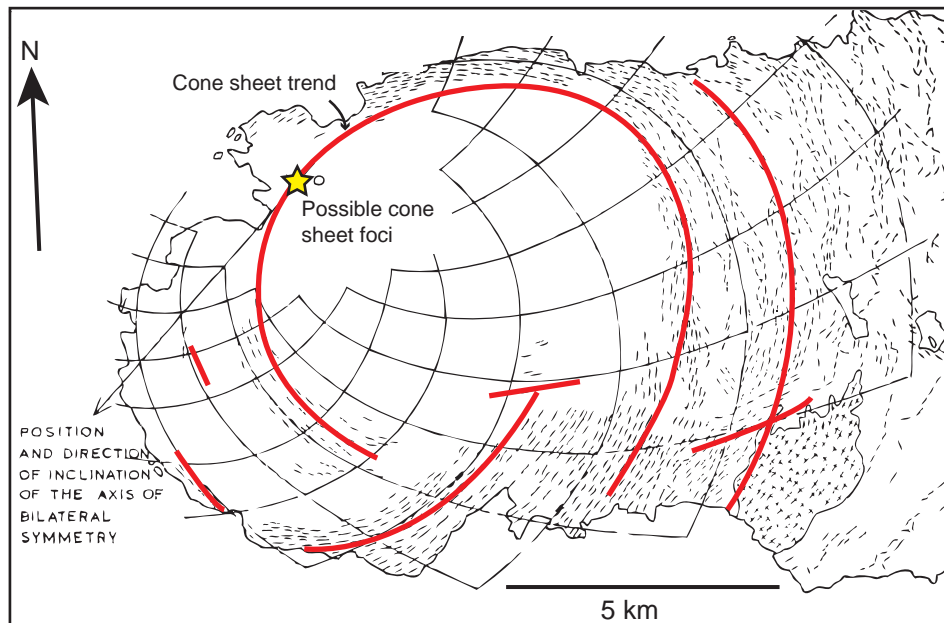 N
Cone sheet trend
Possible cone
sheet foci
POSITION
AND DIRECTION
OF INCLINATION
OF THE AXIS OF
BILATERAL
SYMMETRY
5 km